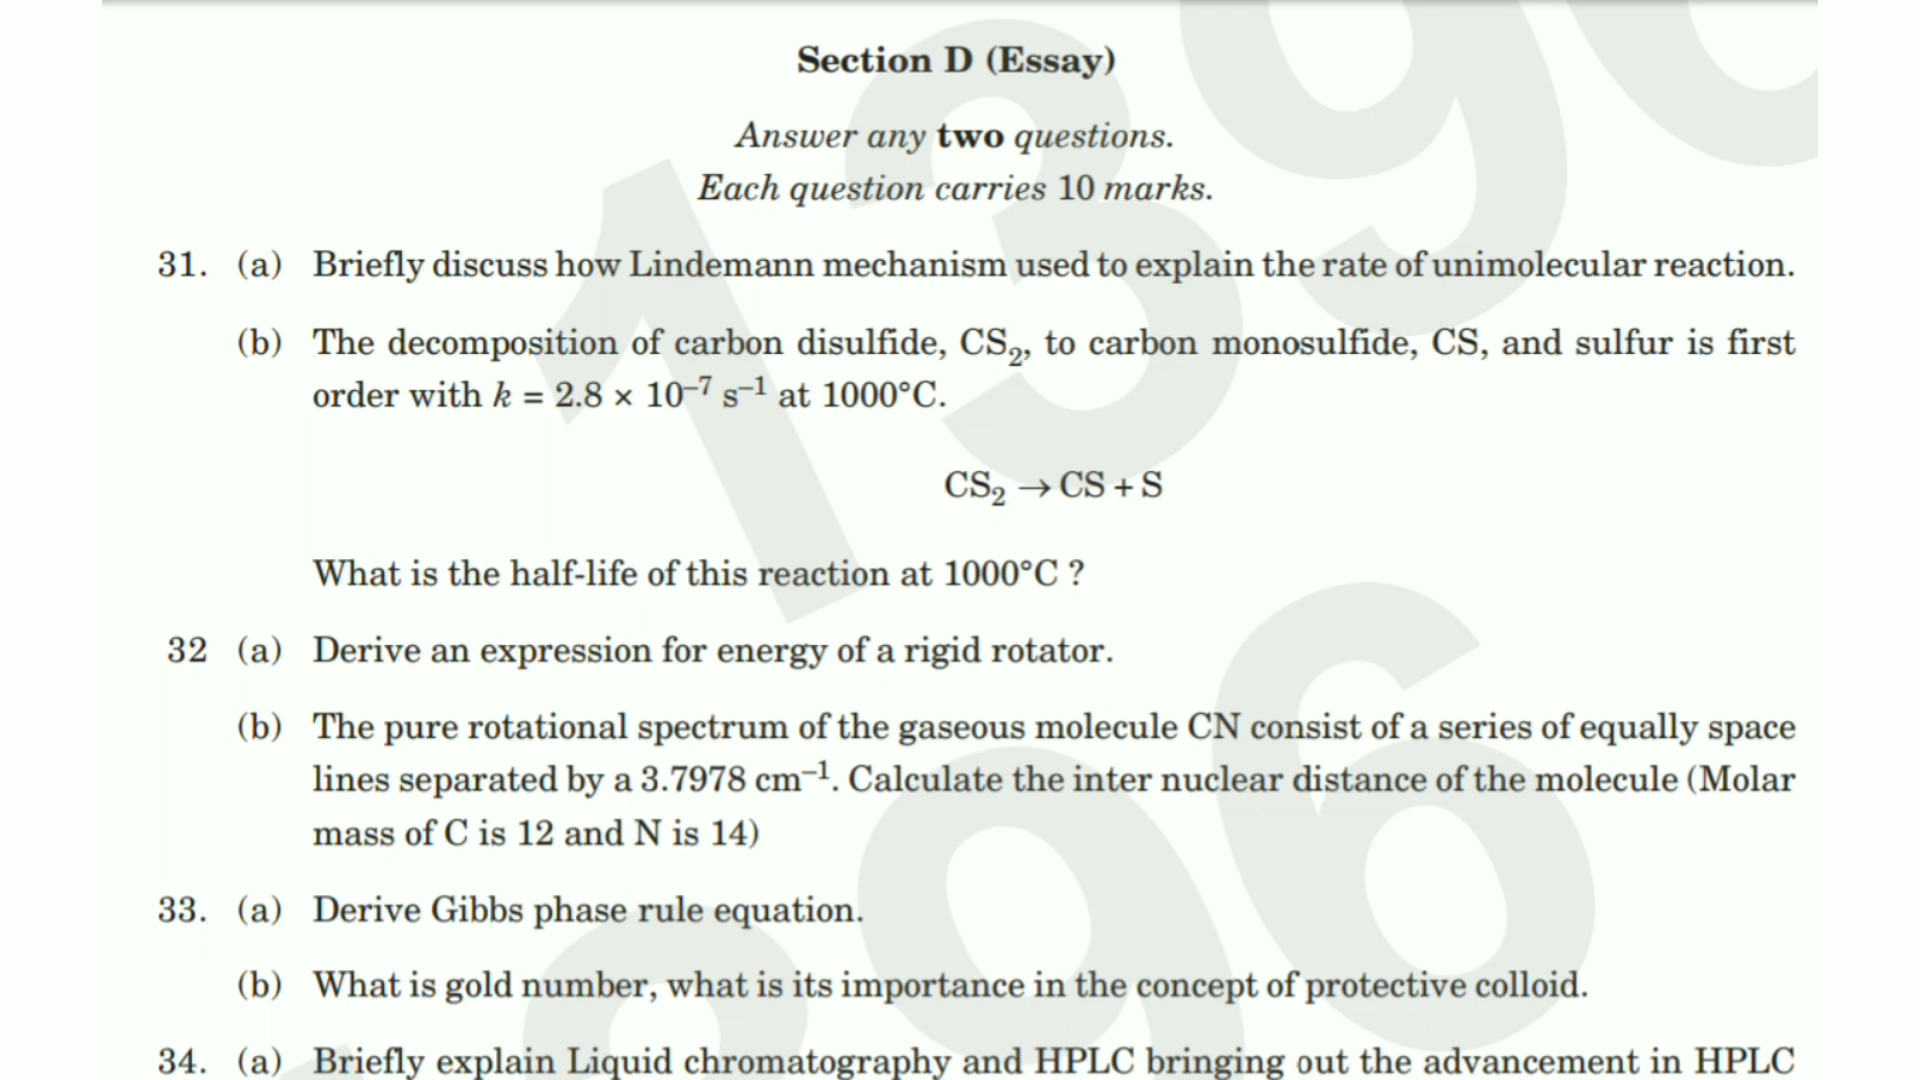 Section D (Essay)
Answer any two questions.
Each question carries 10 marks.
31. (a) Briefly discuss how Lindemann mechanism used to explain the rate of unimolecular reaction.
(b) The decomposition of carbon disulfide, CS₂, to carbon monosulfide, CS, and sulfur is first
order with k = 2.8 × 10⁻⁷ s⁻¹ at 1000°C.
CS₂ → CS + S
What is the half-life of this reaction at 1000°C ?
32 (a) Derive an expression for energy of a rigid rotator.
(b) The pure rotational spectrum of the gaseous molecule CN consist of a series of equally space
lines separated by a 3.7978 cm⁻¹. Calculate the inter nuclear distance of the molecule (Molar
mass of C is 12 and N is 14)
33. (a) Derive Gibbs phase rule equation.
(b) What is gold number, what is its importance in the concept of protective colloid.
34. (a) Briefly explain Liquid chromatography and HPLC bringing out the advancement in HPLC